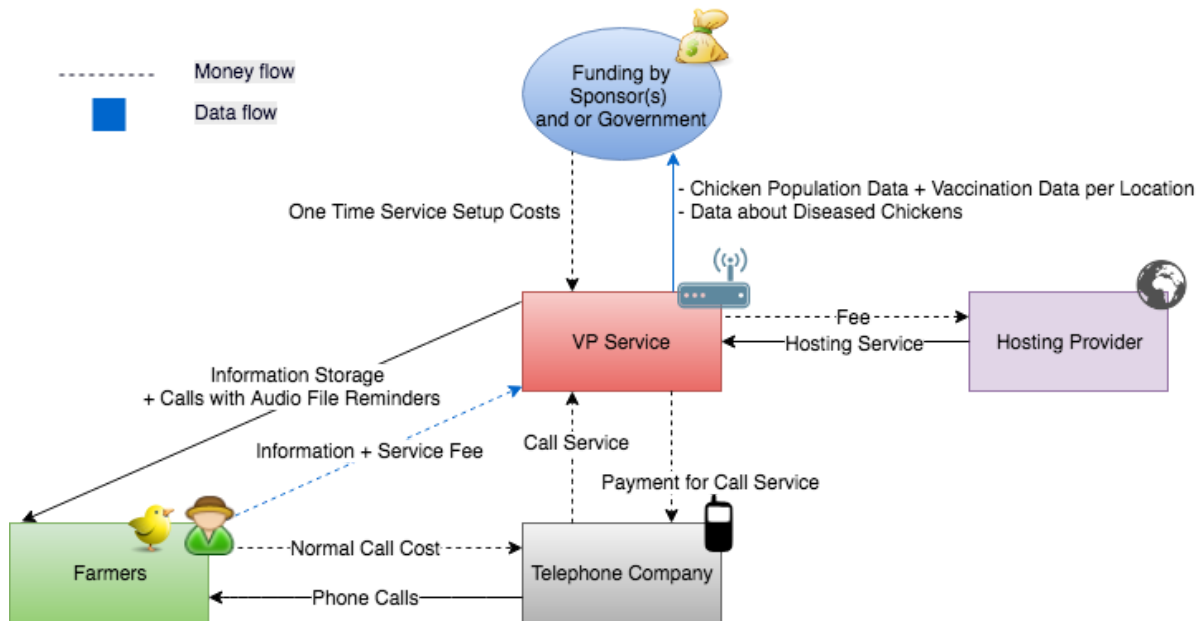 Money flow
Data flow
Funding by
Sponsor(s)
and or Government
- Chicken Population Data + Vaccination Data per Location
- Data about Diseased Chickens
One Time Service Setup Costs
VP Service
Fee
Hosting Service
Hosting Provider
Information Storage
+ Calls with Audio File Reminders
Information + Service Fee
Call Service
Payment for Call Service
Farmers
Normal Call Cost
Phone Calls
Telephone Company